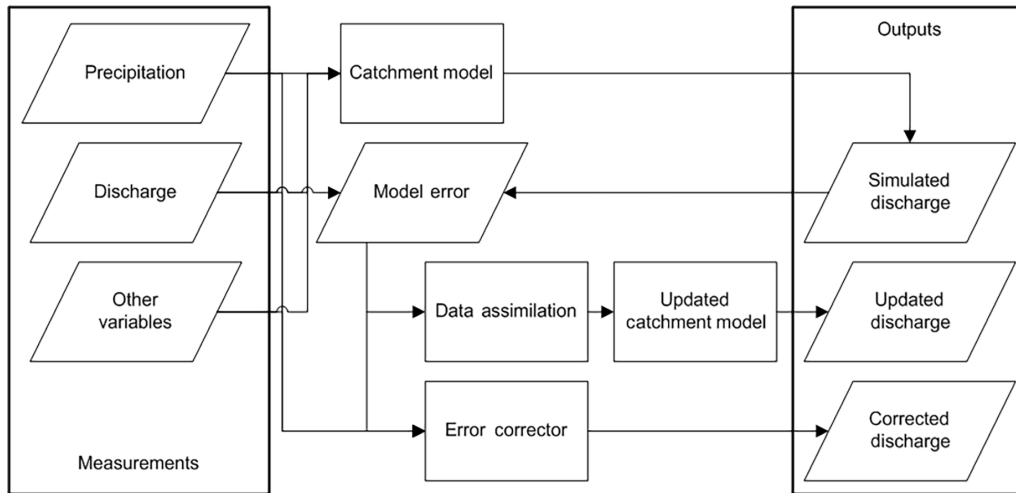 Outputs
Precipitation
Catchment model
Discharge
Model error
Simulated
discharge
Other
variables
Data assimilation
Updated
catchment model
Updated
discharge
Error corrector
Corrected
discharge
Measurements